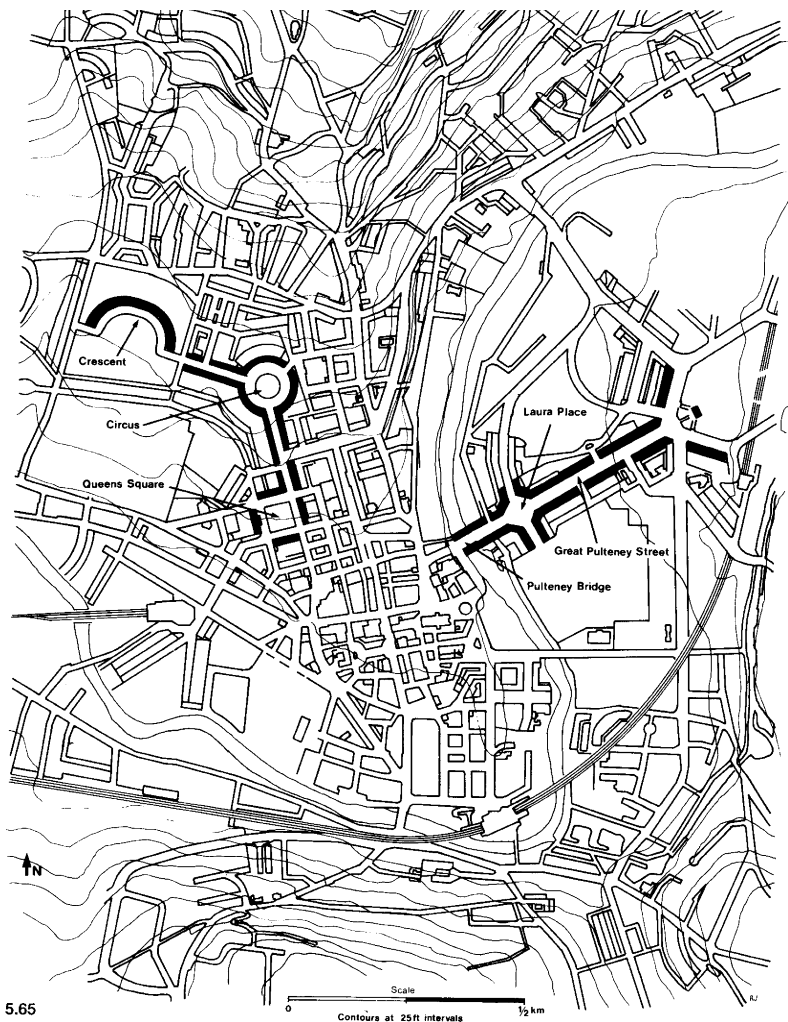 Crescent
Circus
Laura Place
Queens Square
Great Pulteney Street
Pulteney Bridge
N
5.65
Scale
0
½ km
Contours at 25ft intervals
RJ